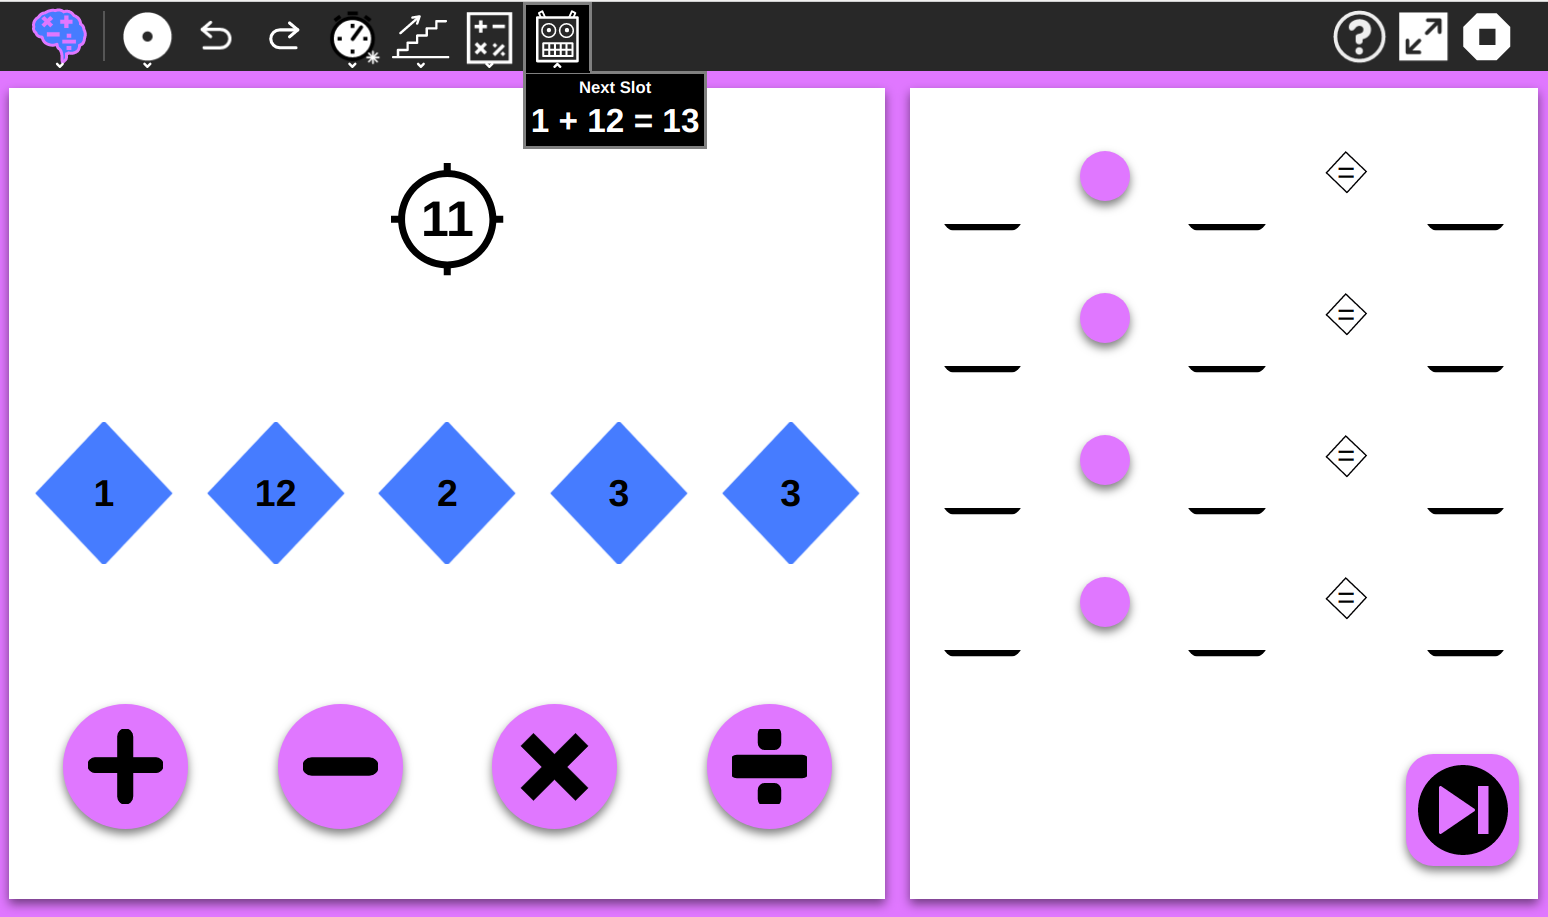 Next Slot
1 + 12 = 13
11
1 12 2 3 3
=
=
=
=